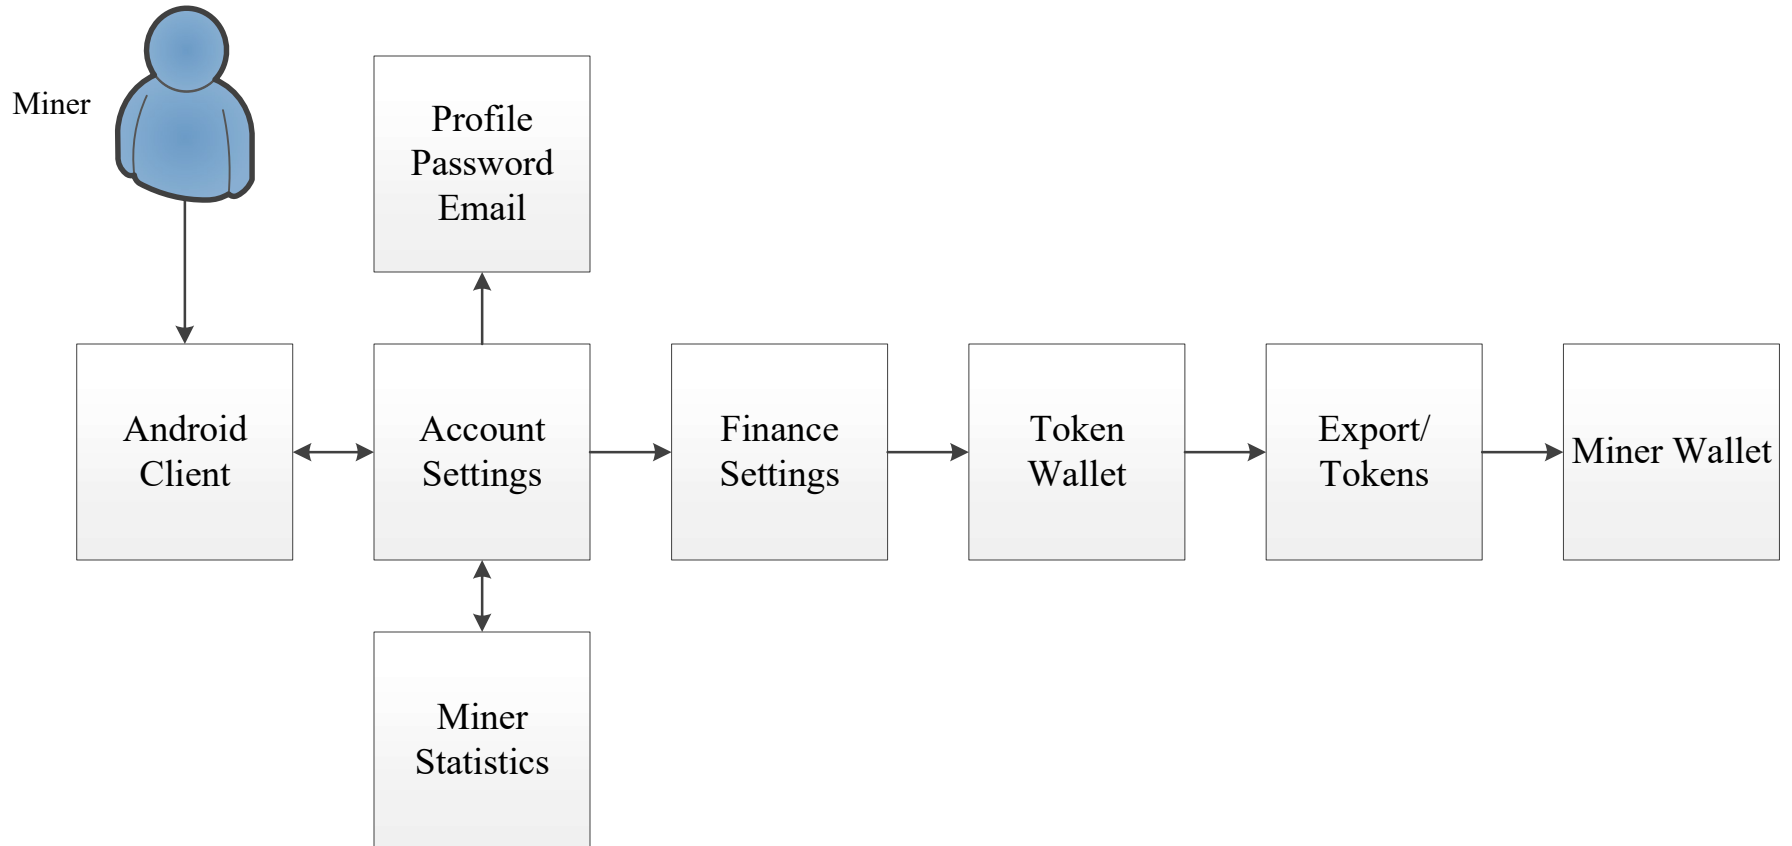 Miner
Profile
Password
Email
Android
Client
Account
Settings
Finance
Settings
Token
Wallet
Export/
Tokens
Miner Wallet
Miner
Statistics